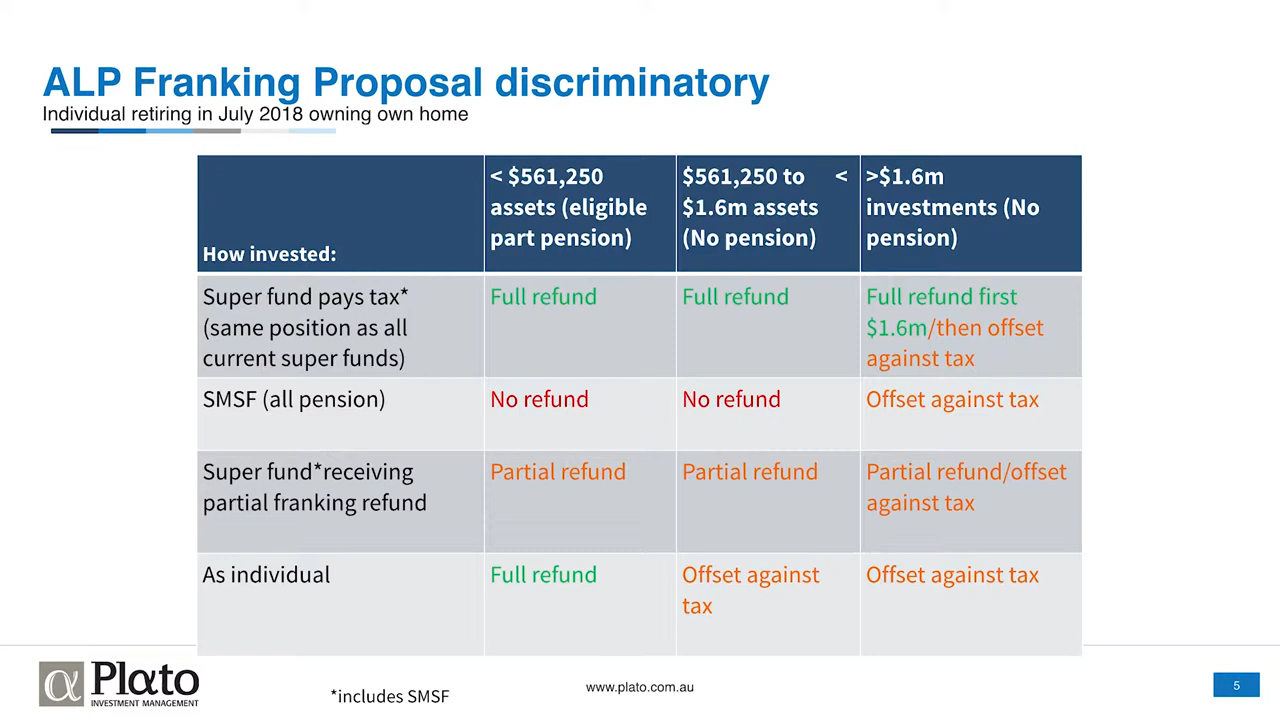 ALP Franking Proposal discriminatory
Individual retiring in July 2018 owning own home
How invested:
< $561,250
assets (eligible
part pension)
$561,250 to <
$1.6m assets
(No pension)
>$1.6m
investments (No
pension)
Super fund pays tax*
(same position as all
current super funds)
Full refund
Full refund
Full refund first
$1.6m/then offset
against tax
SMSF (all pension)
No refund
No refund
Offset against tax
Super fund*receiving
partial franking refund
Partial refund
Partial refund
Partial refund/offset
against tax
As individual
Full refund
Offset against
tax
Offset against tax
α Plαto
INVESTMENT MANAGEMENT
*includes SMSF
www.plato.com.au
5